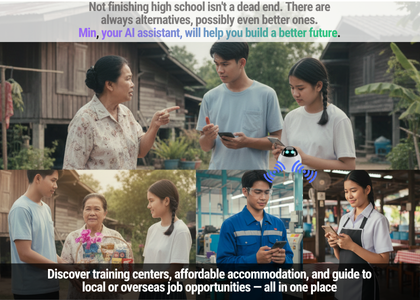 Not finishing high school isn't a dead end. There are
always alternatives, possibly even better ones.
Min, your AI assistant, will help you build a better future.
Discover training centers, affordable accommodation, and guide to
local or overseas job opportunities — all in one place